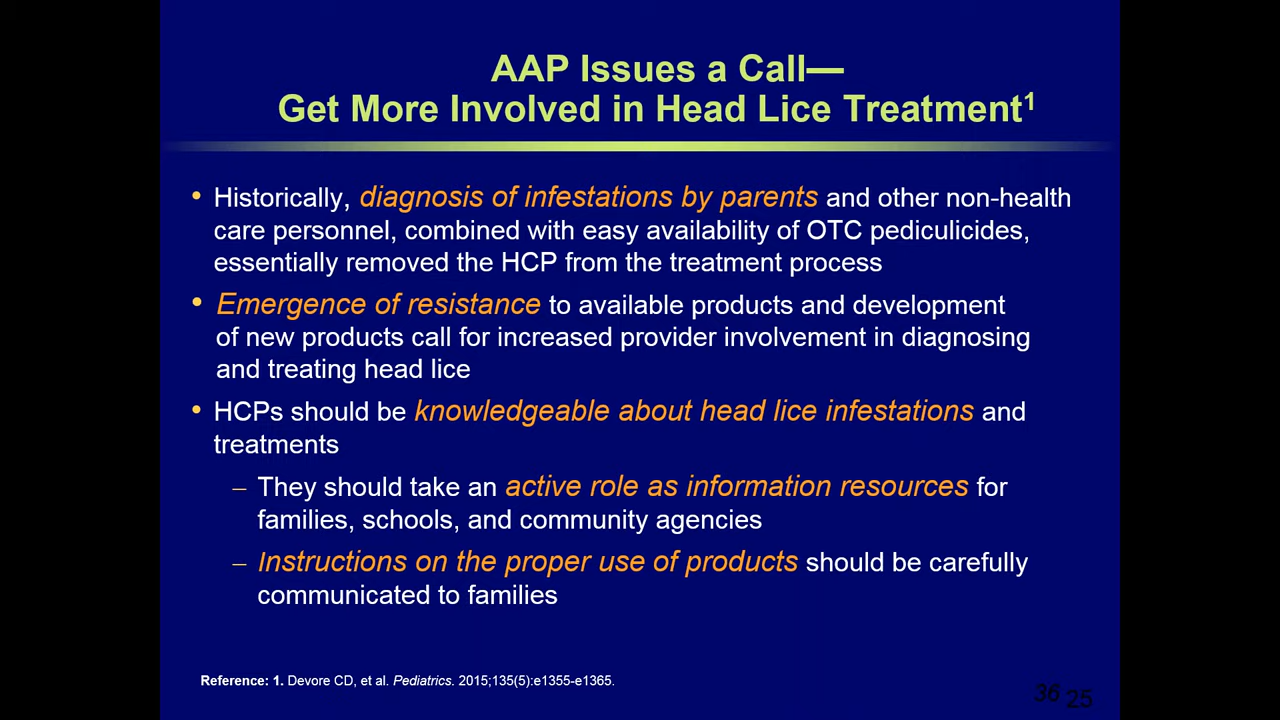 AAP Issues a Call—
Get More Involved in Head Lice Treatment¹
• Historically, diagnosis of infestations by parents and other non-health
care personnel, combined with easy availability of OTC pediculicides,
essentially removed the HCP from the treatment process
• Emergence of resistance to available products and development
of new products call for increased provider involvement in diagnosing
and treating head lice
• HCPs should be knowledgeable about head lice infestations and
treatments
– They should take an active role as information resources for
families, schools, and community agencies
– Instructions on the proper use of products should be carefully
communicated to families
Reference: 1. Devore CD, et al. Pediatrics. 2015;135(5):e1355-e1365.
36 25